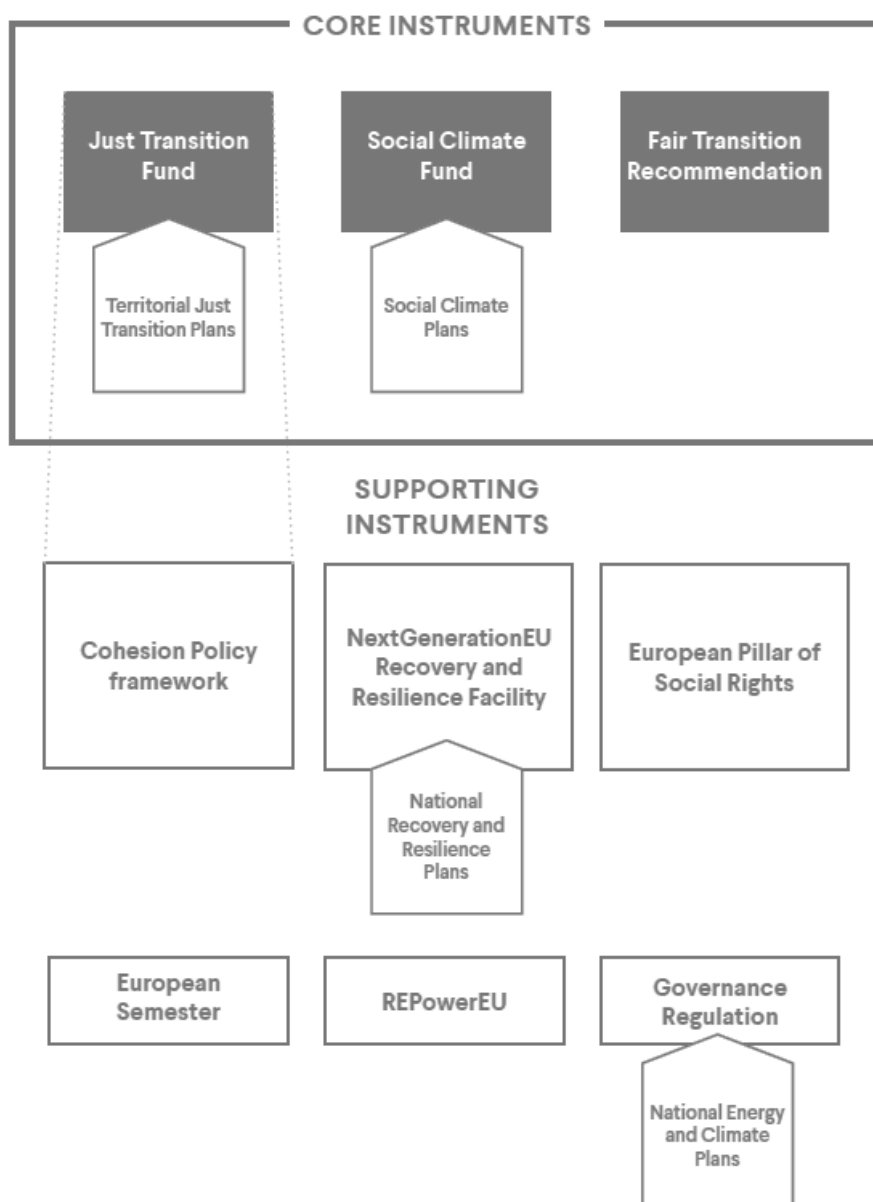 CORE INSTRUMENTS
Just Transition
Fund
Social Climate
Fund
Fair Transition
Recommendation
Territorial Just
Transition Plans
Social Climate
Plans
SUPPORTING
INSTRUMENTS
Cohesion Policy
framework
NextGenerationEU
Recovery and
Resilience Facility
European Pillar of
Social Rights
National
Recovery and
Resilience
Plans
European
Semester
REPowerEU
Governance
Regulation
National Energy
and Climate
Plans